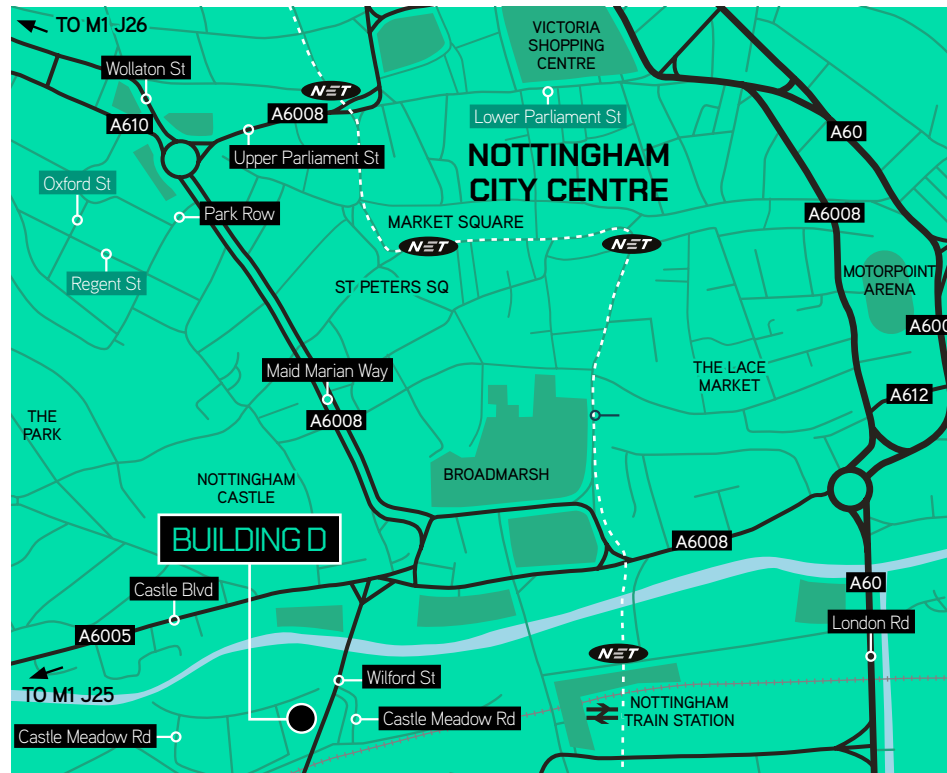 TO M1 J26
VICTORIA
SHOPPING
CENTRE
Wollaton St
NET
A6008
A610
Lower Parliament St
A60
Upper Parliament St
NOTTINGHAM
CITY CENTRE
Oxford St
Park Row
A6008
MARKET SQUARE
NET
NET
Regent St
ST PETERS SQ
MOTORPOINT
ARENA
A600
Maid Marian Way
THE LACE
MARKET
A612
A6008
THE
PARK
NOTTINGHAM
CASTLE
BROADMARSH
BUILDING D
A6008
Castle Blvd
A60
A6005
London Rd
NET
Wilford St
TO M1 J25
NOTTINGHAM
TRAIN STATION
Castle Meadow Rd
Castle Meadow Rd